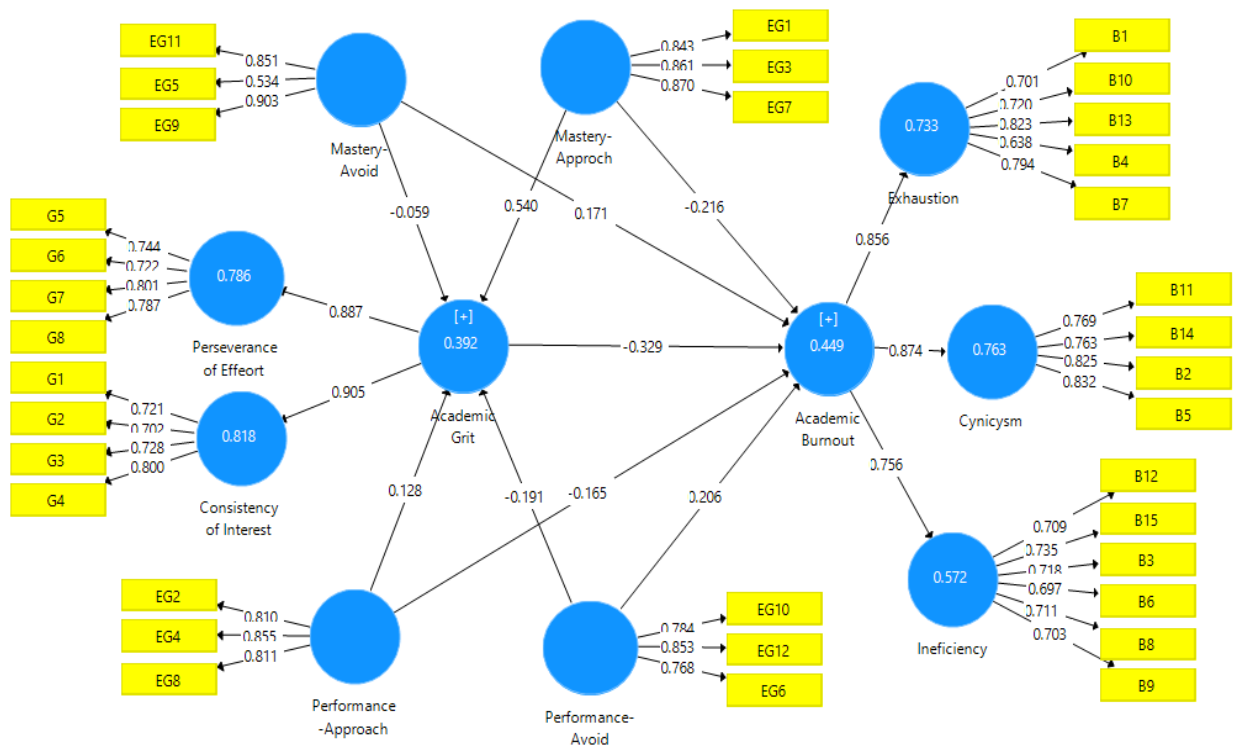 EG11
EG5
EG9
0.851
0.534
0.903
Mastery-
Avoid
Mastery-
Approch
0.843
0.861
0.870
EG1
EG3
EG7
0.733
Exhaustion
0.701
0.720
0.823
0.638
0.794
B1
B10
B13
B4
B7
-0.059
0.540
0.171
-0.216
0.856
G5
G6
G7
G8
0.744
0.722
0.801
0.787
0.786
Perseverance
of Effeort
0.887
[+]
0.392
Academic
Grit
-0.329
[+]
0.449
Academic
Burnout
0.874
0.763
Cynicysm
0.769
0.763
0.825
0.832
B11
B14
B2
B5
G1
G2
G3
G4
0.721
0.702
0.728
0.800
0.818
Consistency
of Interest
0.905
0.128
-0.191
-0.165
0.206
0.756
EG2
EG4
EG8
0.810
0.855
0.811
Performance
-Approach
Performance-
Avoid
0.784
0.853
0.768
EG10
EG12
EG6
0.572
Ineficiency
0.709
0.735
0.718
0.697
0.711
0.703
B12
B15
B3
B6
B8
B9